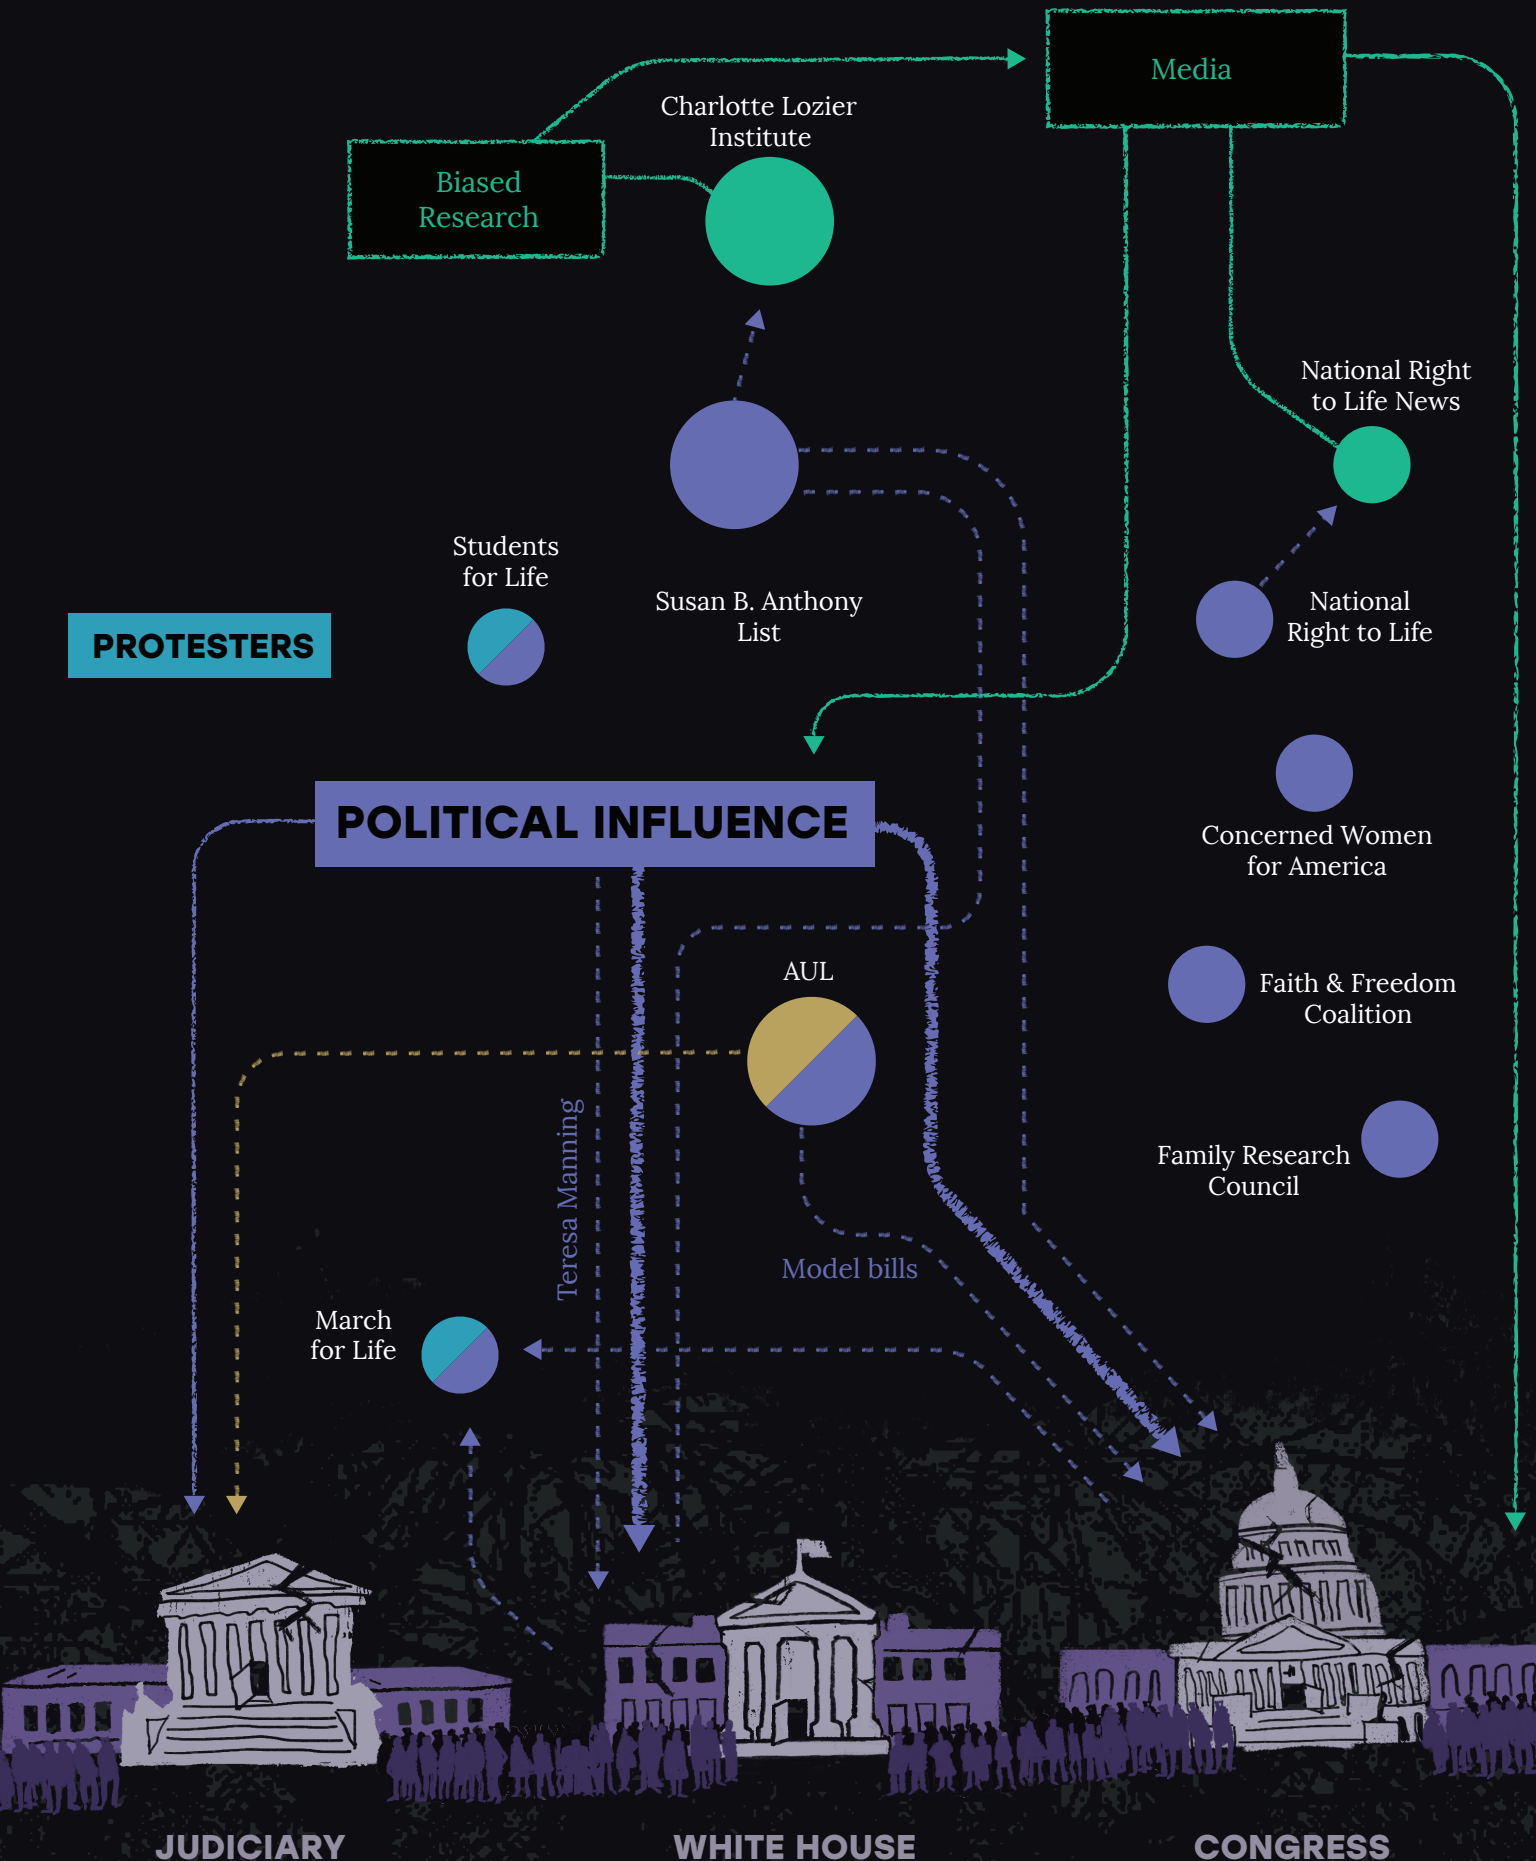 Media
Charlotte Lozier
Institute
Biased
Research
National Right
to Life News
Students
for Life
Susan B. Anthony
List
National
Right to Life
PROTESTERS
POLITICAL INFLUENCE
Concerned Women
for America
AUL
Faith & Freedom
Coalition
Teresa Manning
Family Research
Council
Model bills
March
for Life
JUDICIARY
WHITE HOUSE
CONGRESS